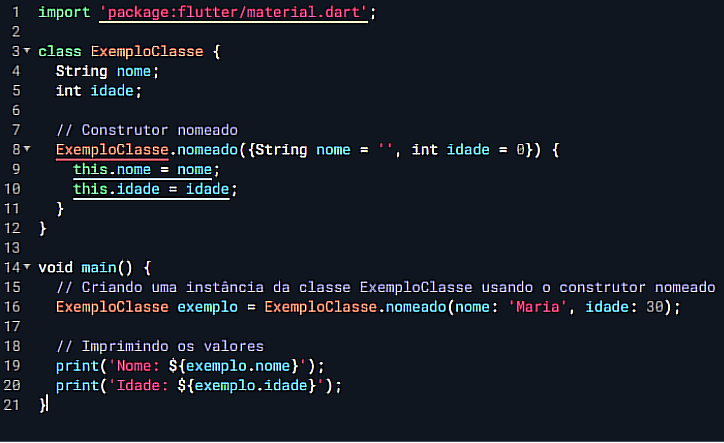 1 import 'package:flutter/material.dart';
2
3 class ExemploClasse {
4 String nome;
5 int idade;
6
7 // Construtor nomeado
8 ExemploClasse.nomeado({String nome = '', int idade = 0}) {
9 this.nome = nome;
10 this.idade = idade;
11 }
12 }
13
14 void main() {
15 // Criando uma instância da classe ExemploClasse usando o construtor nomeado
16 ExemploClasse exemplo = ExemploClasse.nomeado(nome: 'Maria', idade: 30);
17
18 // Imprimindo os valores
19 print('Nome: ${exemplo.nome}');
20 print('Idade: ${exemplo.idade}');
21 }